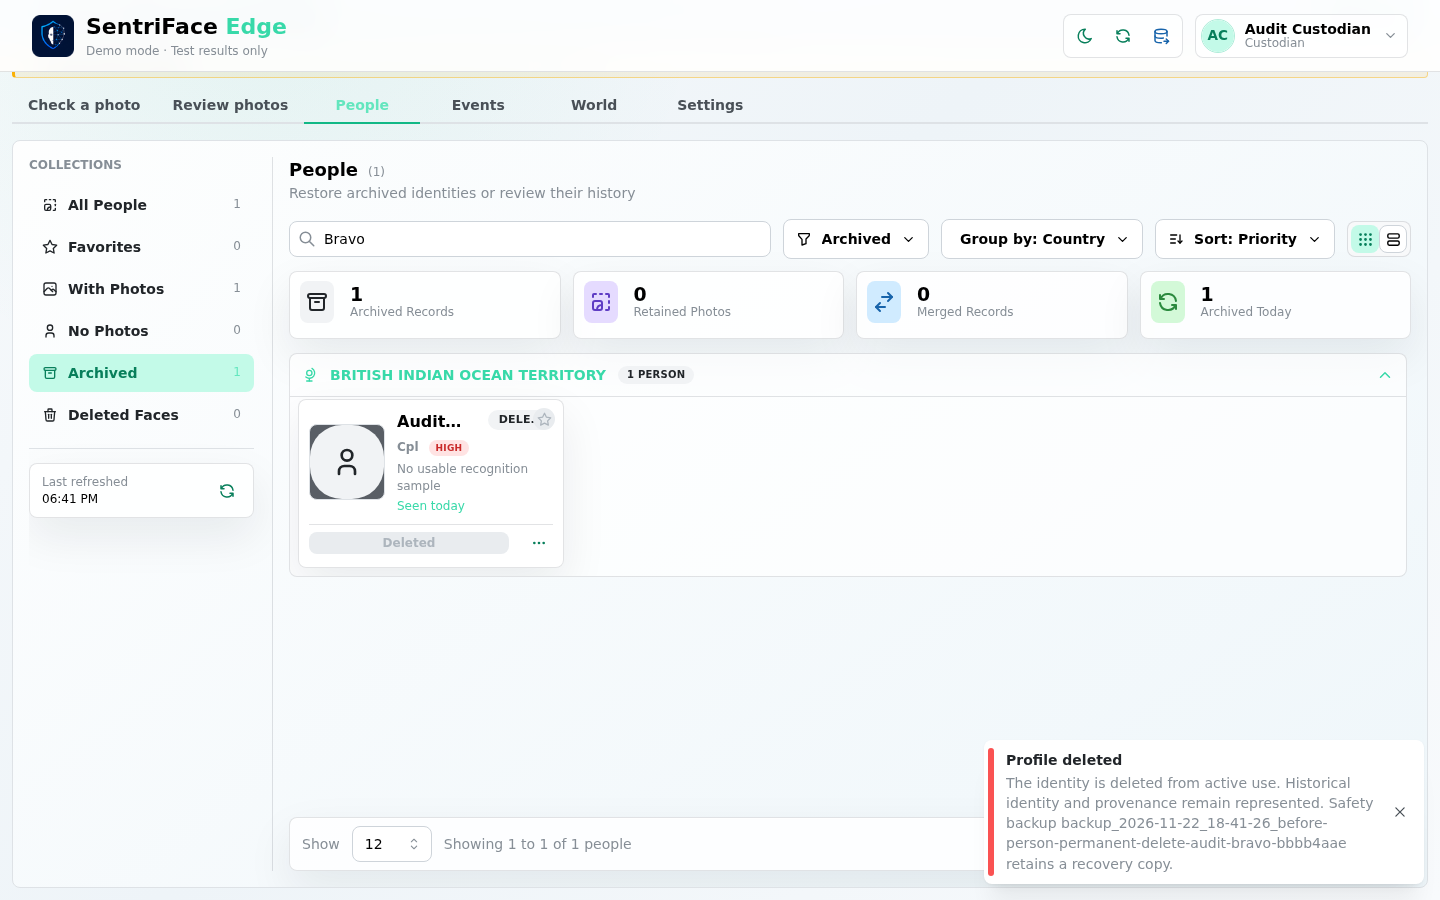 SentriFace Edge
Demo mode · Test results only
AC
Audit Custodian
Custodian
Check a photo
Review photos
People
Events
World
Settings
COLLECTIONS
All People 1
Favorites 0
With Photos 1
No Photos 0
Archived 1
Deleted Faces 0
Last refreshed
06:41 PM
People (1)
Restore archived identities or review their history
Bravo
Archived
Group by: Country
Sort: Priority
1
Archived Records
0
Retained Photos
0
Merged Records
1
Archived Today
BRITISH INDIAN OCEAN TERRITORY 1 PERSON
Audit... DELE.
Cpl HIGH
No usable recognition
sample
Seen today
Deleted
Show 12 Showing 1 to 1 of 1 people
Profile deleted
The identity is deleted from active use. Historical
identity and provenance remain represented. Safety
backup backup_2026-11-22_18-41-26_before-
person-permanent-delete-audit-bravo-bbbb4aae
retains a recovery copy.